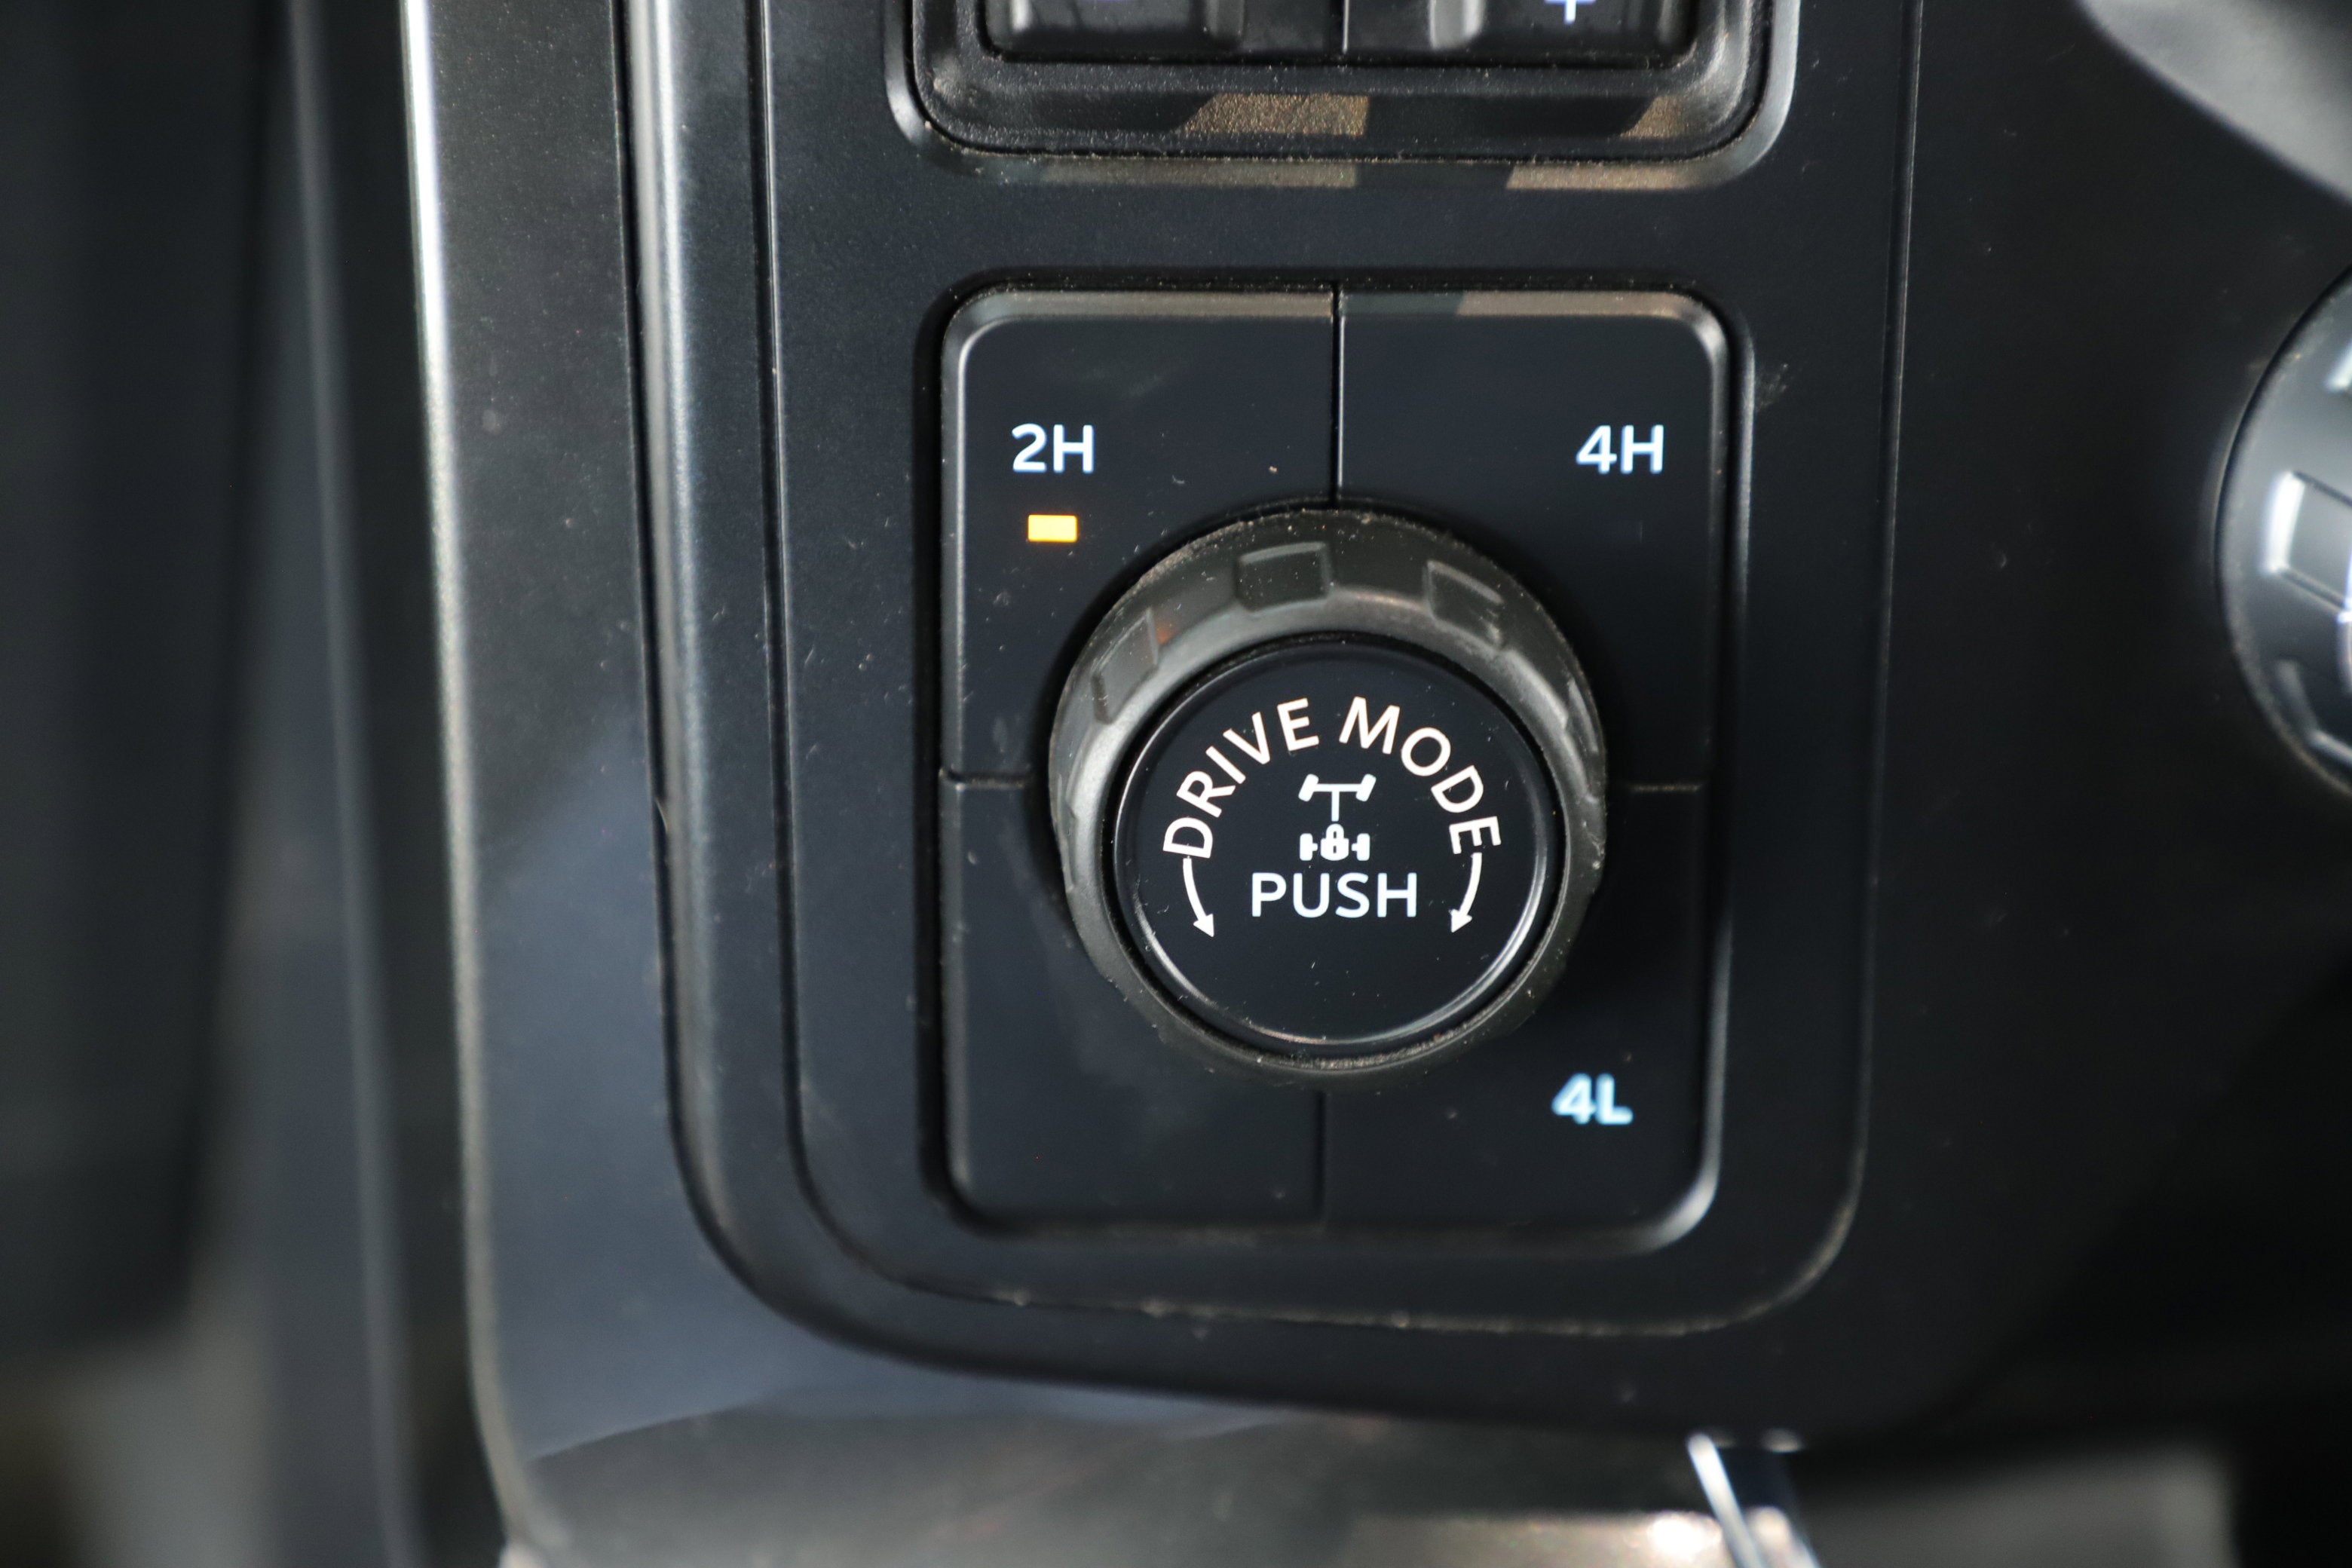 +
2H
4H
DRIVE MODE
PUSH
4L